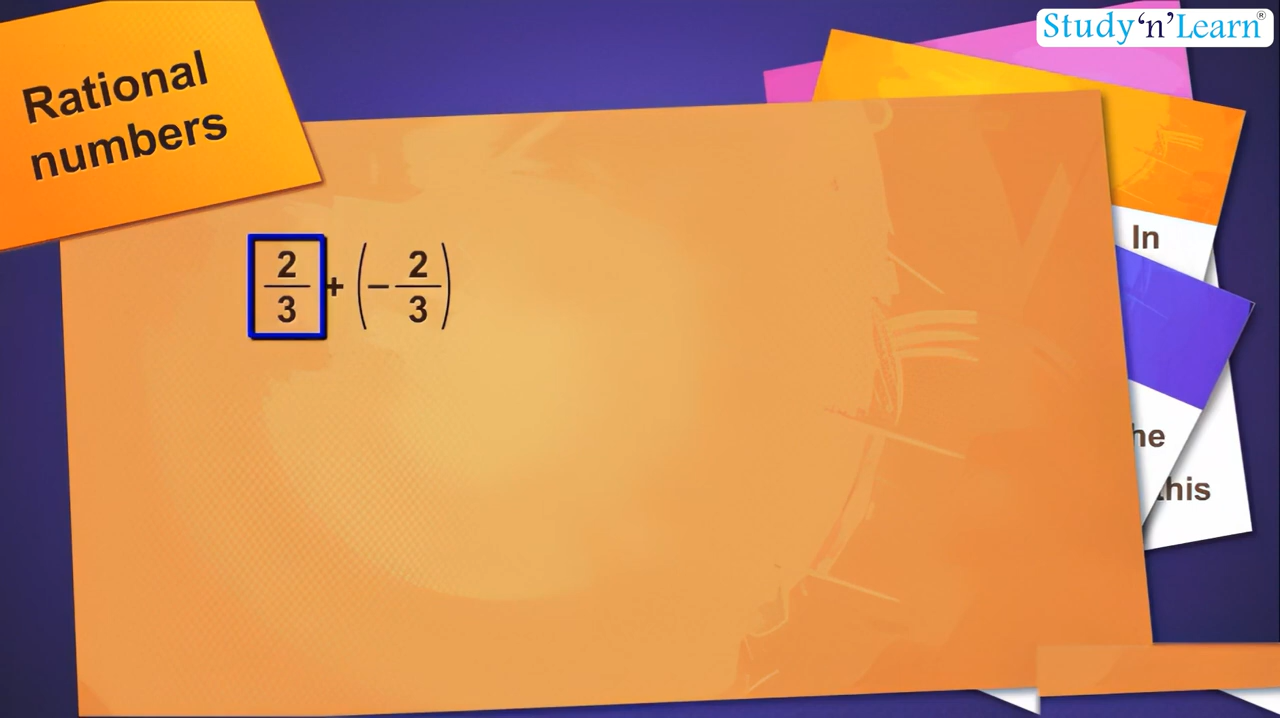 Study‘n’Learn®
Rational
numbers
In
2/3 + (−2/3)
he
this